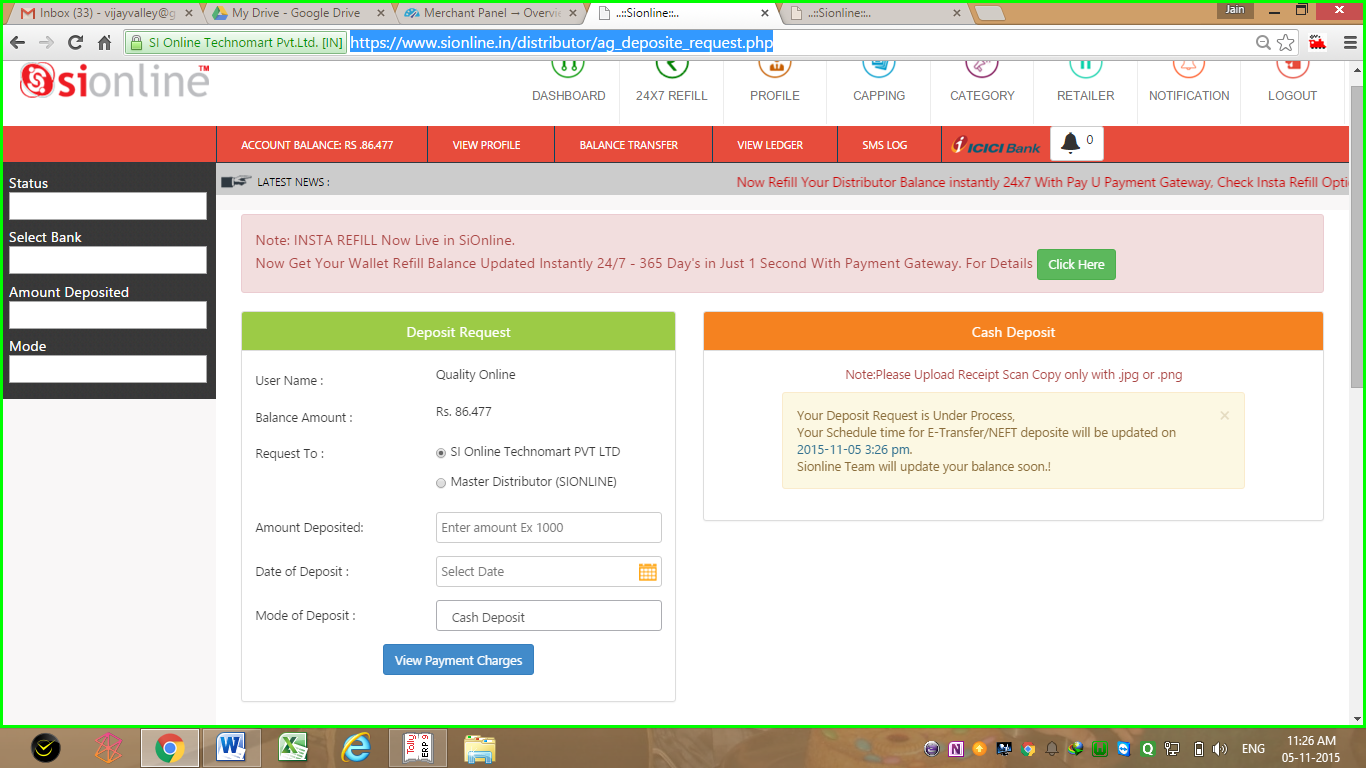 Inbox (33) - vijayvalley@g
My Drive - Google Drive
Merchant Panel → Overvie
..::Sionline::..
..::Sionline::..
Jain
SI Online Technomart Pvt.Ltd. [IN]
https://www.sionline.in/distributor/ag_deposite_request.php
sionline™
DASHBOARD
24X7 REFILL
PROFILE
CAPPING
CATEGORY
RETAILER
NOTIFICATION
LOGOUT
ACCOUNT BALANCE: RS .86.477
VIEW PROFILE
BALANCE TRANSFER
VIEW LEDGER
SMS LOG
ICICI Bank
0
Status
Select Bank
Amount Deposited
Mode
LATEST NEWS :
Now Refill Your Distributor Balance instantly 24x7 With Pay U Payment Gateway, Check Insta Refill Opti
Note: INSTA REFILL Now Live in SiOnline.
Now Get Your Wallet Refill Balance Updated Instantly 24/7 - 365 Day's in Just 1 Second With Payment Gateway. For Details Click Here
Deposit Request
User Name : Quality Online
Balance Amount : Rs. 86.477
Request To : SI Online Technomart PVT LTD
Master Distributor (SIONLINE)
Amount Deposited: Enter amount Ex 1000
Date of Deposit : Select Date
Mode of Deposit : Cash Deposit
View Payment Charges
Cash Deposit
Note:Please Upload Receipt Scan Copy only with .jpg or .png
Your Deposit Request is Under Process, ×
Your Schedule time for E-Transfer/NEFT deposite will be updated on
2015-11-05 3:26 pm.
Sionline Team will update your balance soon.!
Tally
ERP 9
ENG
11:26 AM
05-11-2015